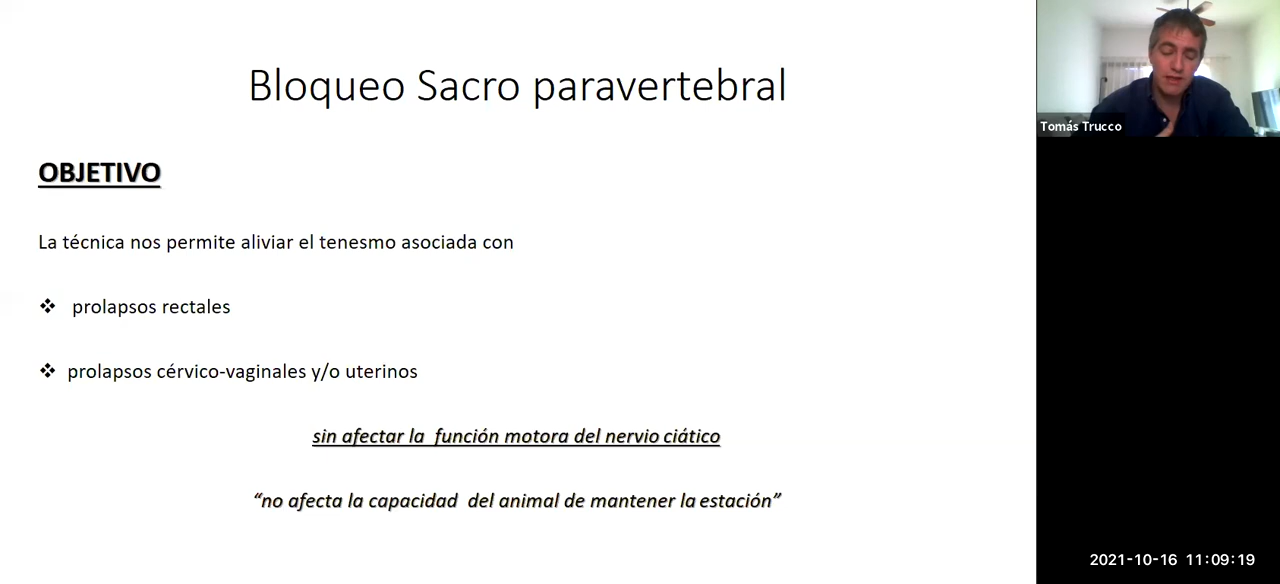 Bloqueo Sacro paravertebral
OBJETIVO
La técnica nos permite aliviar el tenesmo asociada con
❖ prolapsos rectales
❖ prolapsos cérvico-vaginales y/o uterinos
sin afectar la función motora del nervio ciático
“no afecta la capacidad del animal de mantener la estación”
Tomás Trucco
2021-10-16 11:09:19